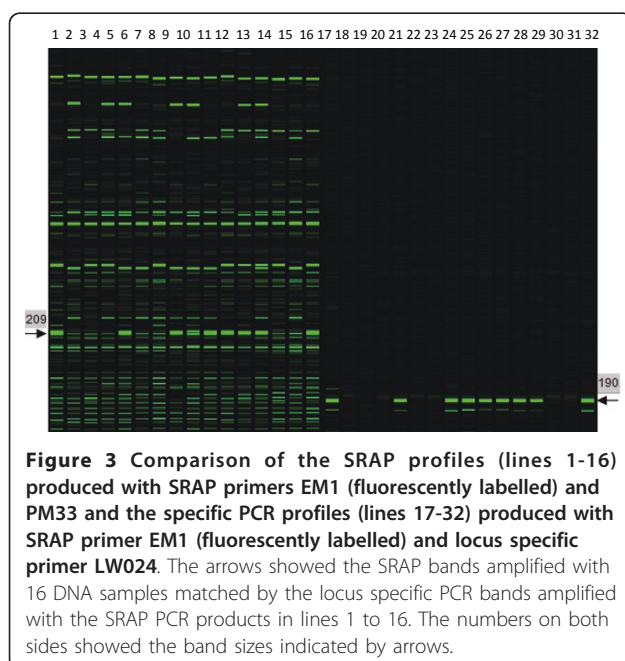 1 2 3 4 5 6 7 8 9 10 11 12 13 14 15 16 17 18 19 20 21 22 23 24 25 26 27 28 29 30 31 32
209
190
Figure 3 Comparison of the SRAP profiles (lines 1-16)
produced with SRAP primers EM1 (fluorescently labelled) and
PM33 and the specific PCR profiles (lines 17-32) produced with
SRAP primer EM1 (fluorescently labelled) and locus specific
primer LW024. The arrows showed the SRAP bands amplified with
16 DNA samples matched by the locus specific PCR bands amplified
with the SRAP PCR products in lines 1 to 16. The numbers on both
sides showed the band sizes indicated by arrows.